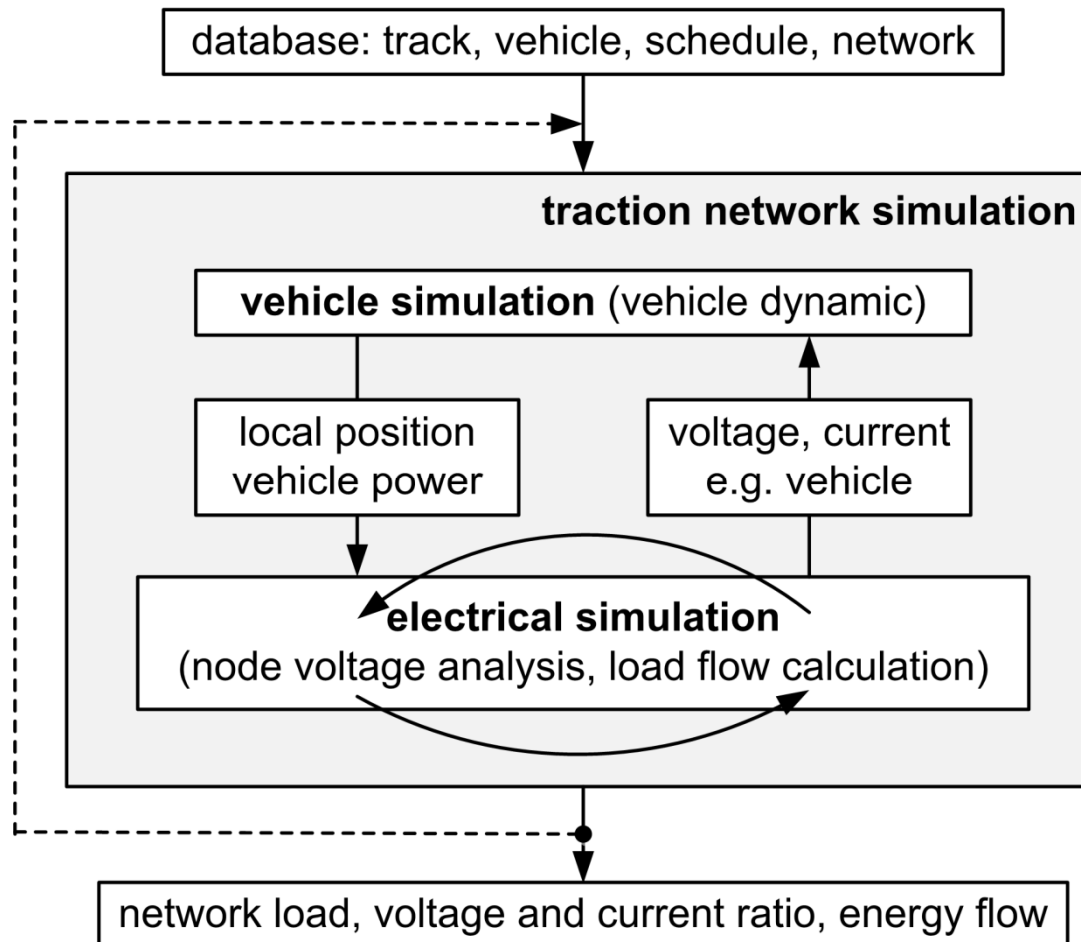 database: track, vehicle, schedule, network
traction network simulation
vehicle simulation (vehicle dynamic)
local position
vehicle power
voltage, current
e.g. vehicle
electrical simulation
(node voltage analysis, load flow calculation)
network load, voltage and current ratio, energy flow